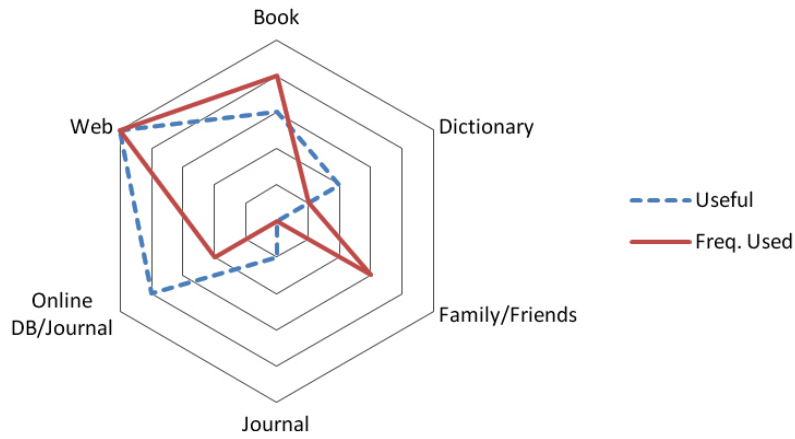 Book
Web
Dictionary
Useful
Freq. Used
Online
DB/Journal
Family/Friends
Journal